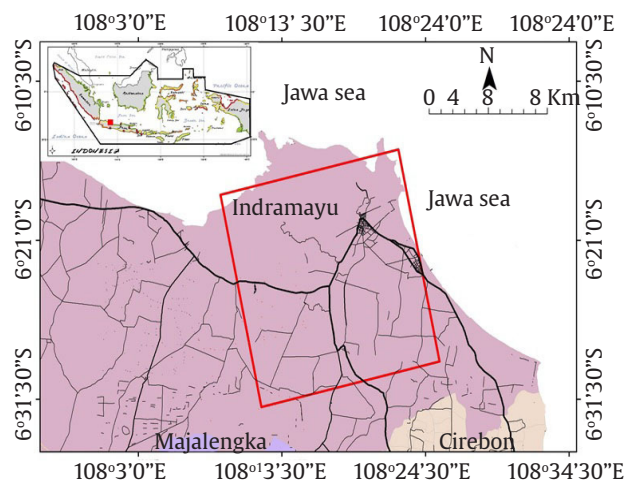 108°3'0"E 108°13' 30"E 108°24'0"E 108°34'30"E
6°10'30"S 6°21'0"S 6°31'30"S
INDONESIA
Jawa sea
N
0 4 8 8 Km
6°10'30"S 6°21'0"S 6°31'30"S
Jawa sea
Indramayu
Majalengka
Cirebon
108°3'0"E 108°13'30"E 108°24'0"E 108°34'30"E